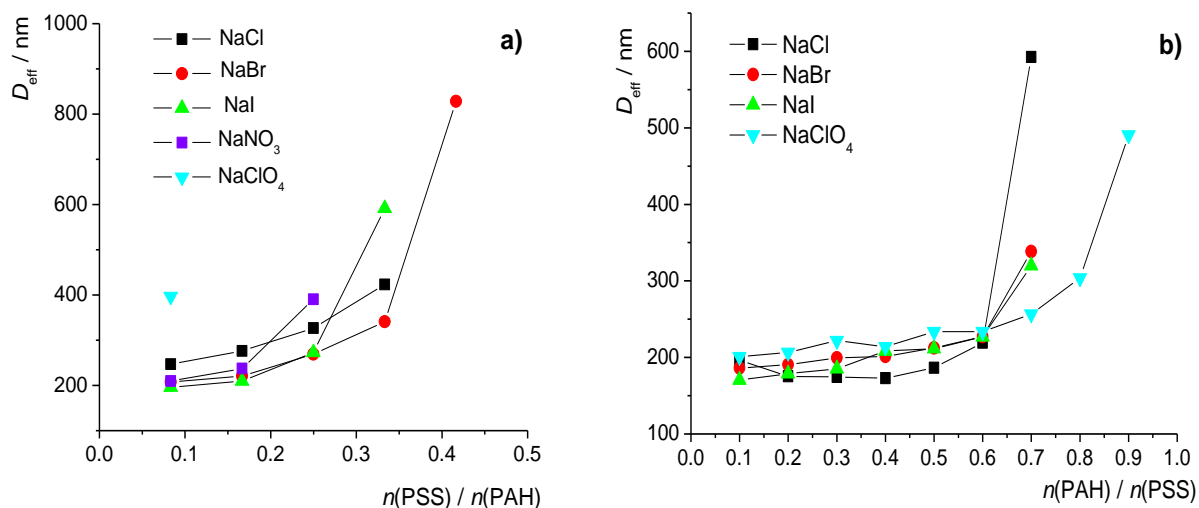 a)
D_eff / nm
1000
800
600
400
200
NaCl
NaBr
NaI
NaNO₃
NaClO₄
0.0 0.1 0.2 0.3 0.4 0.5
n(PSS) / n(PAH)
b)
D_eff / nm
600
500
400
300
200
100
NaCl
NaBr
NaI
NaClO₄
0.0 0.1 0.2 0.3 0.4 0.5 0.6 0.7 0.8 0.9 1.0
n(PAH) / n(PSS)